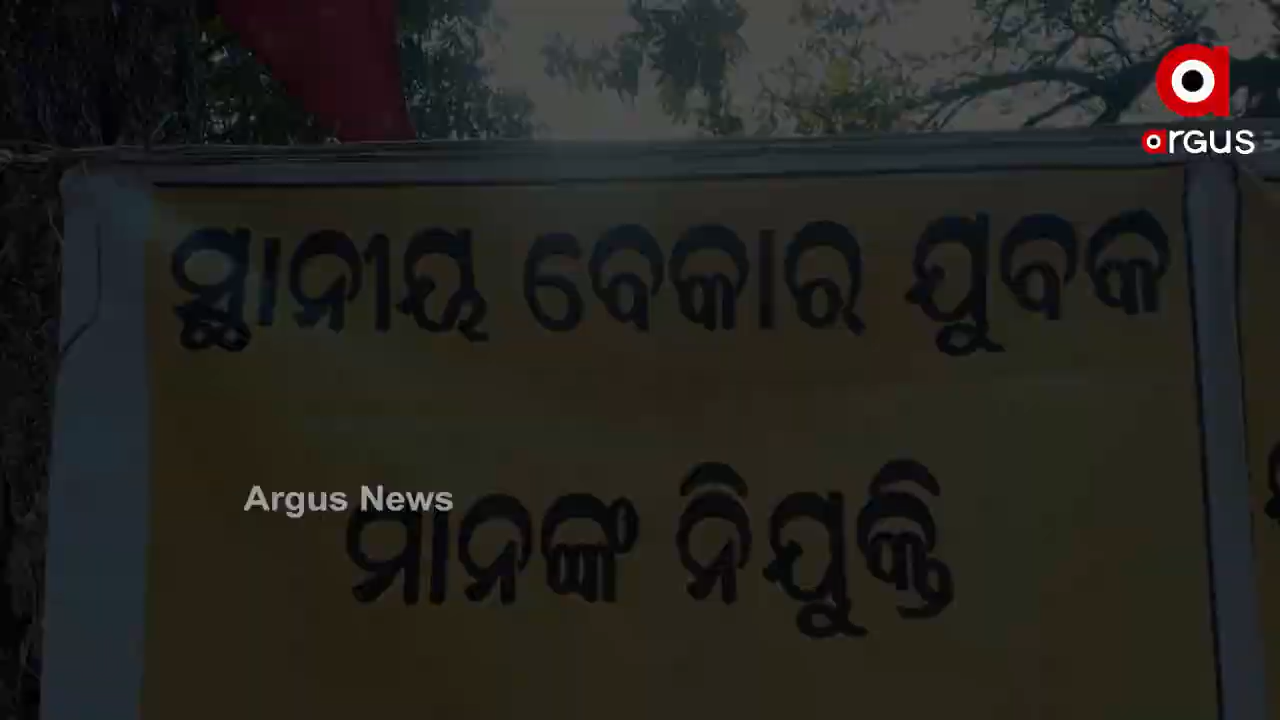 argus
ସ୍ଥାନୀୟ ବେକାର ଯୁବକ
Argus News
ମାନଙ୍କ ନିଯୁକ୍ତି